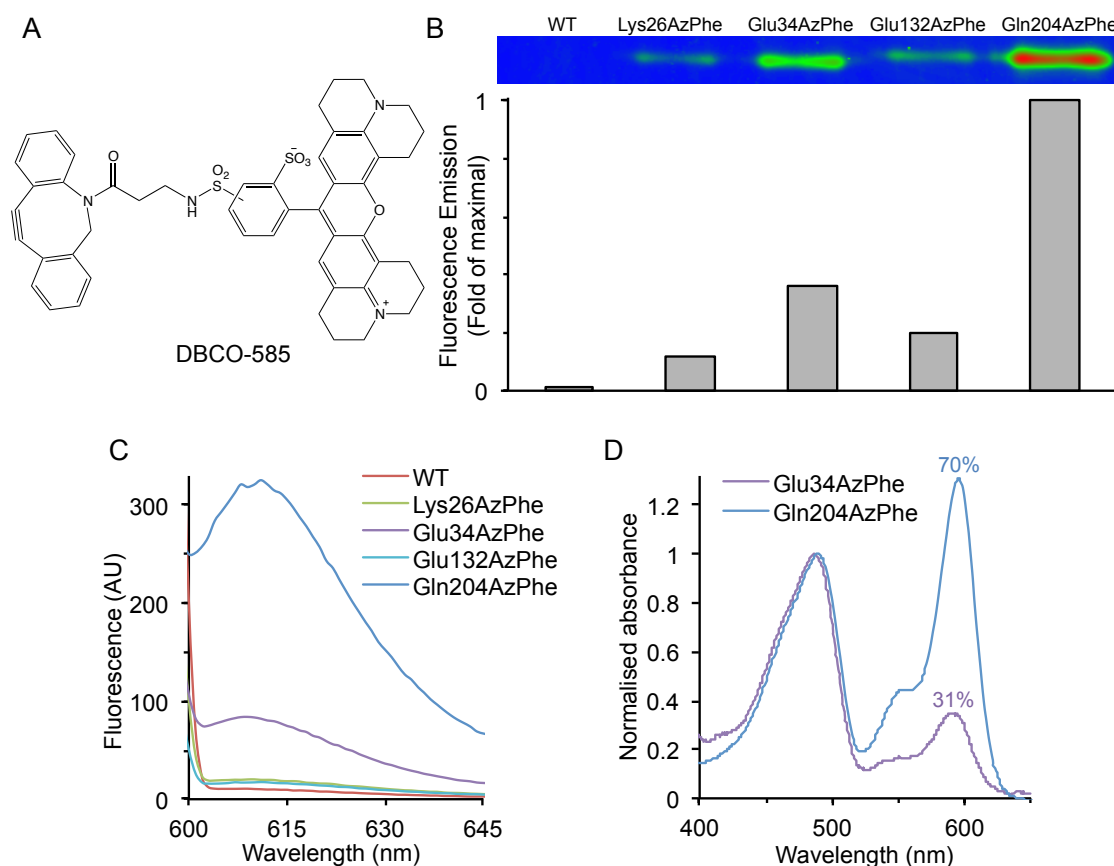 A
O
N
O
N
H
O2
S
SO3
−
N
O
N
+
DBCO-585
B
WT Lys26AzPhe Glu34AzPhe Glu132AzPhe Gln204AzPhe
1
0
Fluorescence Emission
(Fold of maximal)
C
WT
Lys26AzPhe
Glu34AzPhe
Glu132AzPhe
Gln204AzPhe
300
200
100
0
600 615 630 645
Fluorescence (AU)
Wavelength (nm)
D
Glu34AzPhe
Gln204AzPhe
70%
31%
1.2
1
0.8
0.6
0.4
0.2
0
400 500 600
Normalised absorbance
Wavelength (nm)